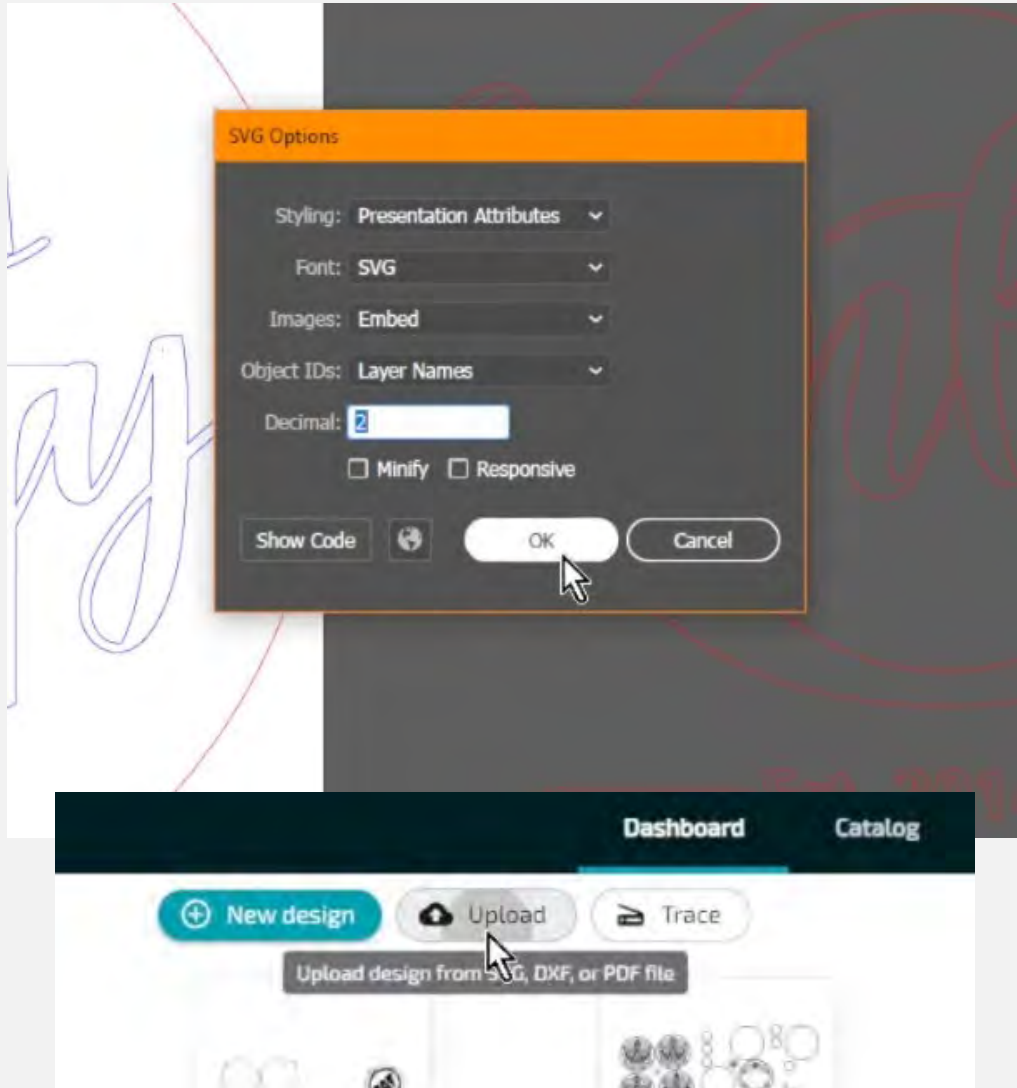 SVG Options
Styling: Presentation Attributes
Font: SVG
Images: Embed
Object IDs: Layer Names
Decimal: 2
Minify Responsive
Show Code OK Cancel
Dashboard Catalog
New design Upload Trace
Upload design from SVG, DXF, or PDF file